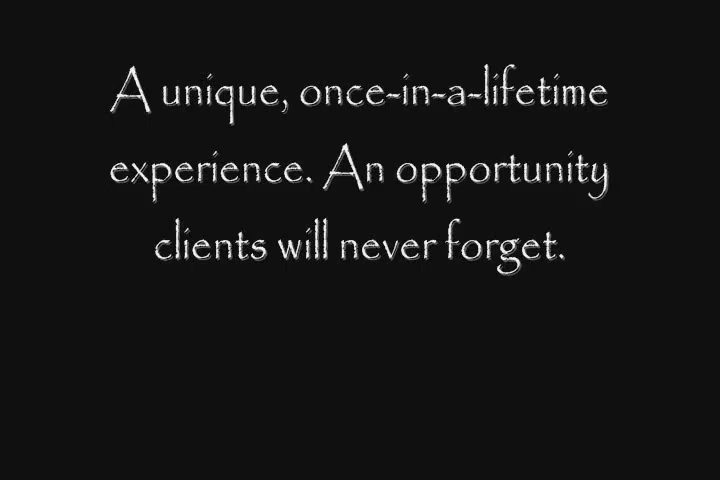 A unique, once-in-a-lifetime
experience. An opportunity
clients will never forget.